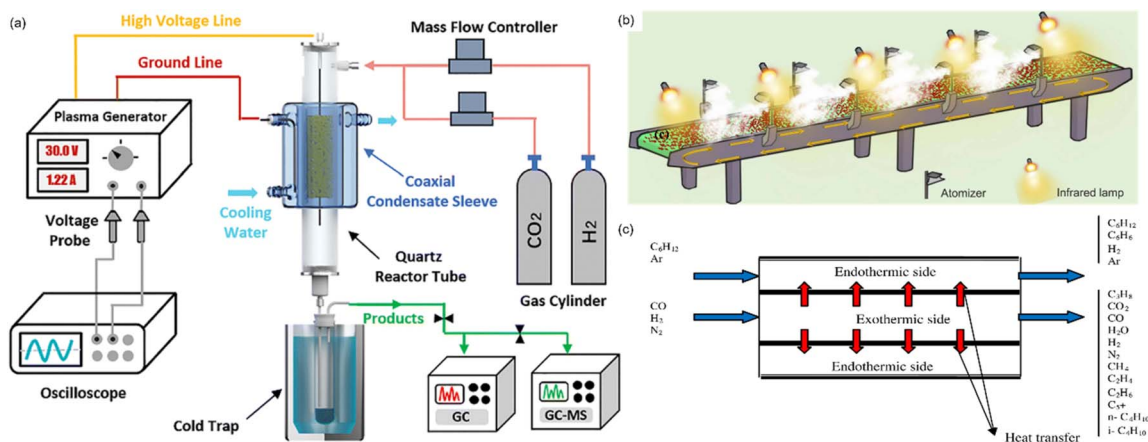 (a)
High Voltage Line
Ground Line
Plasma Generator
30.0 V
1.22 A
Voltage
Probe
Oscilloscope
Cooling
Water
Cold Trap
Mass Flow Controller
Coaxial
Condensate Sleeve
Quartz
Reactor Tube
CO2
H2
Gas Cylinder
Products
GC
GC-MS
(b)
(c)
Atomizer
Infrared lamp
(c)
C6H12
Ar
CO
H2
N2
Endothermic side
Exothermic side
Endothermic side
Heat transfer
C6H12
C6H6
H2
Ar
C3H8
CO2
CO
H2O
H2
N2
CH4
C2H4
C2H6
C5+
n- C4H10
i- C4H10